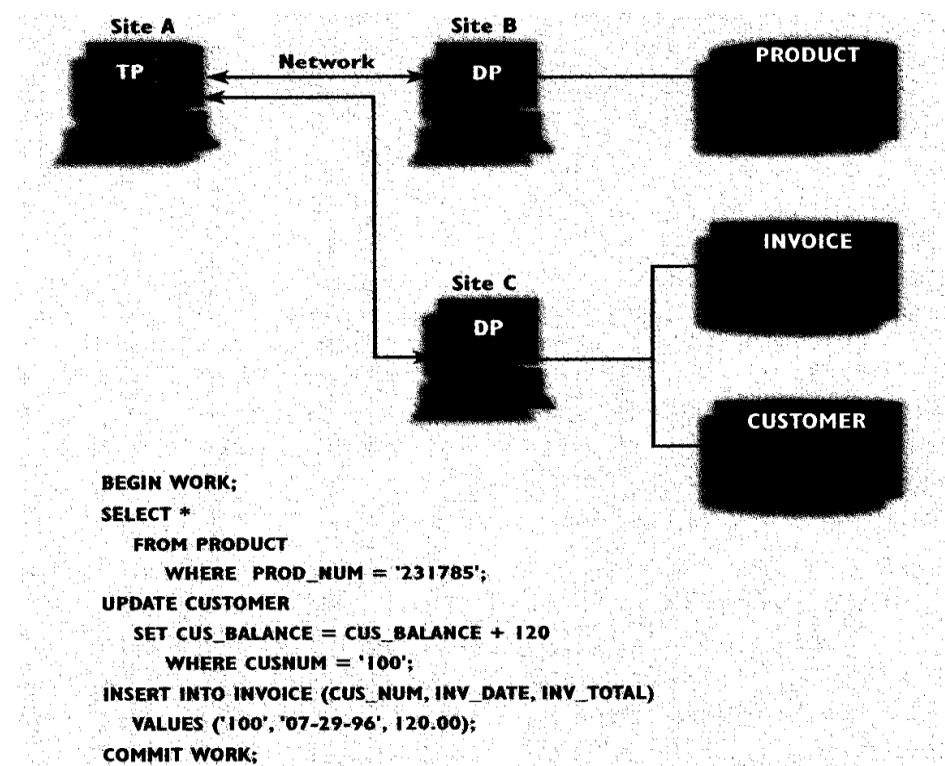 Site A
Site B
TP
Network
DP
PRODUCT
INVOICE
Site C
DP
CUSTOMER
BEGIN WORK;
SELECT *
FROM PRODUCT
WHERE PROD_NUM = '231785';
UPDATE CUSTOMER
SET CUS_BALANCE = CUS_BALANCE + 120
WHERE CUSNUM = '100';
INSERT INTO INVOICE (CUS_NUM, INV_DATE, INV_TOTAL)
VALUES ('100', '07-29-96', 120.00);
COMMIT WORK;